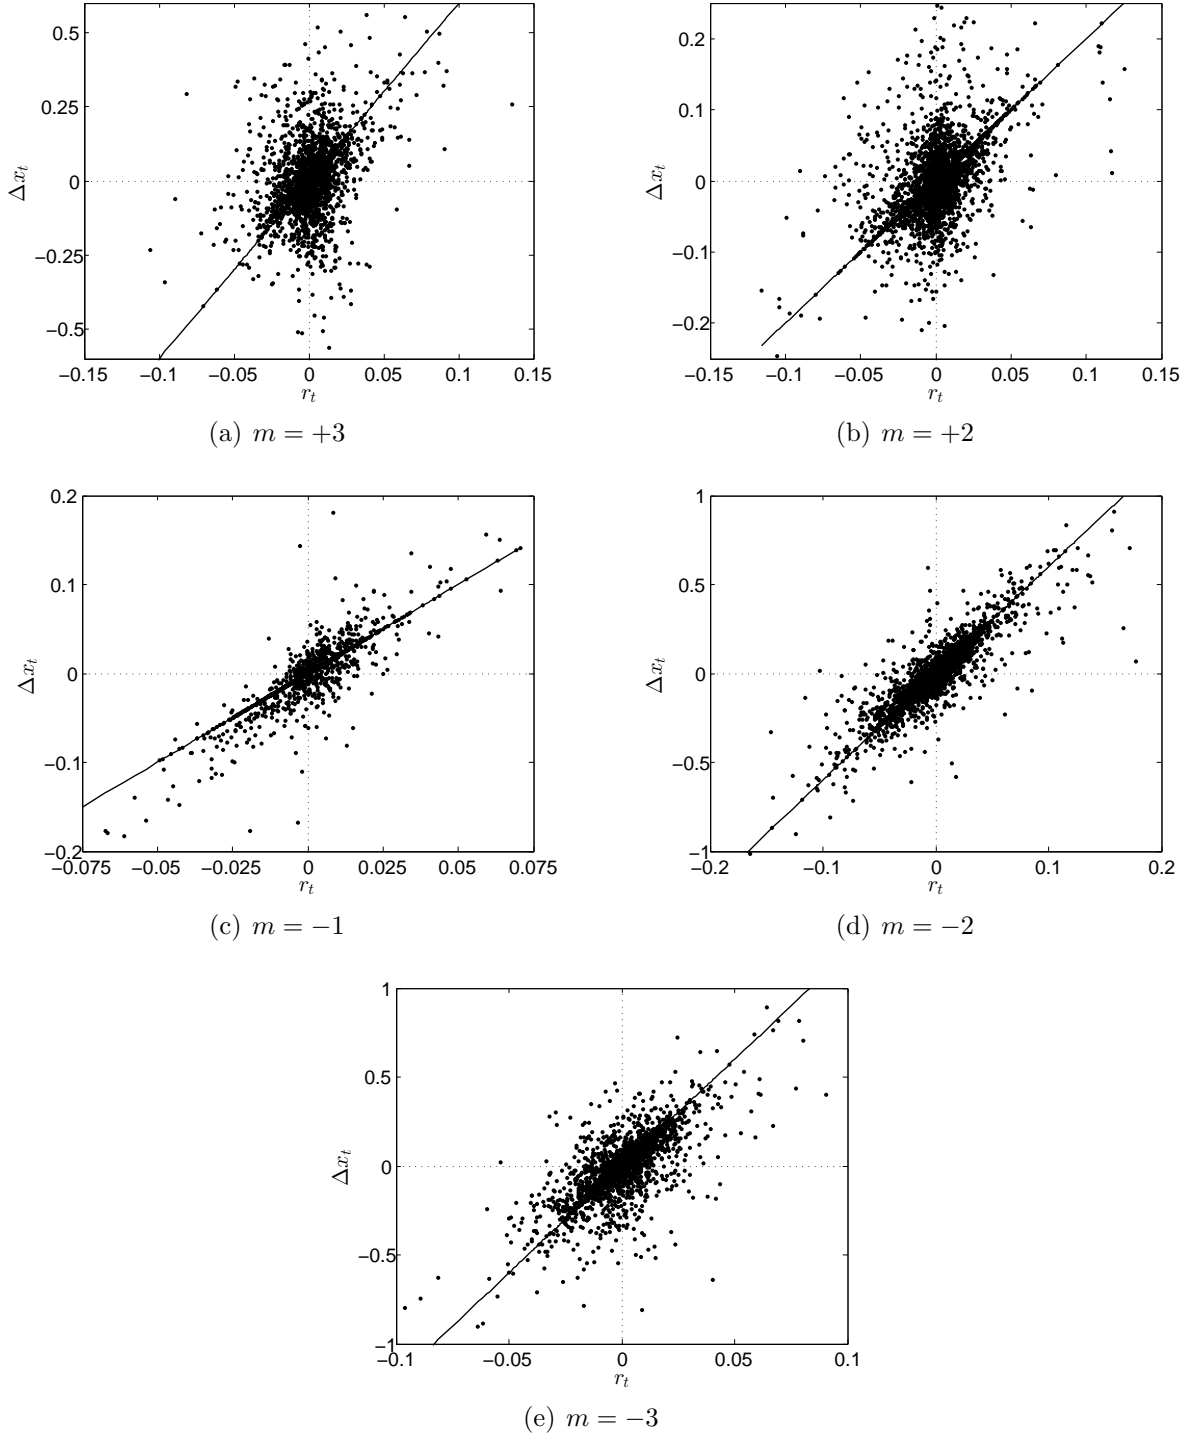 0.5
0.25
0
−0.25
−0.5
Δx_t
−0.15 −0.1 −0.05 0 0.05 0.1 0.15
r_t
(a) m = +3
0.2
0.1
0
−0.1
−0.2
Δx_t
−0.15 −0.1 −0.05 0 0.05 0.1 0.15
r_t
(b) m = +2
0.2
0.1
0
−0.1
−0.2
Δx_t
−0.075 −0.05 −0.025 0 0.025 0.05 0.075
r_t
(c) m = −1
1
0.5
0
−0.5
−1
Δx_t
−0.2 −0.1 0 0.1 0.2
r_t
(d) m = −2
1
0.5
0
−0.5
−1
Δx_t
−0.1 −0.05 0 0.05 0.1
r_t
(e) m = −3